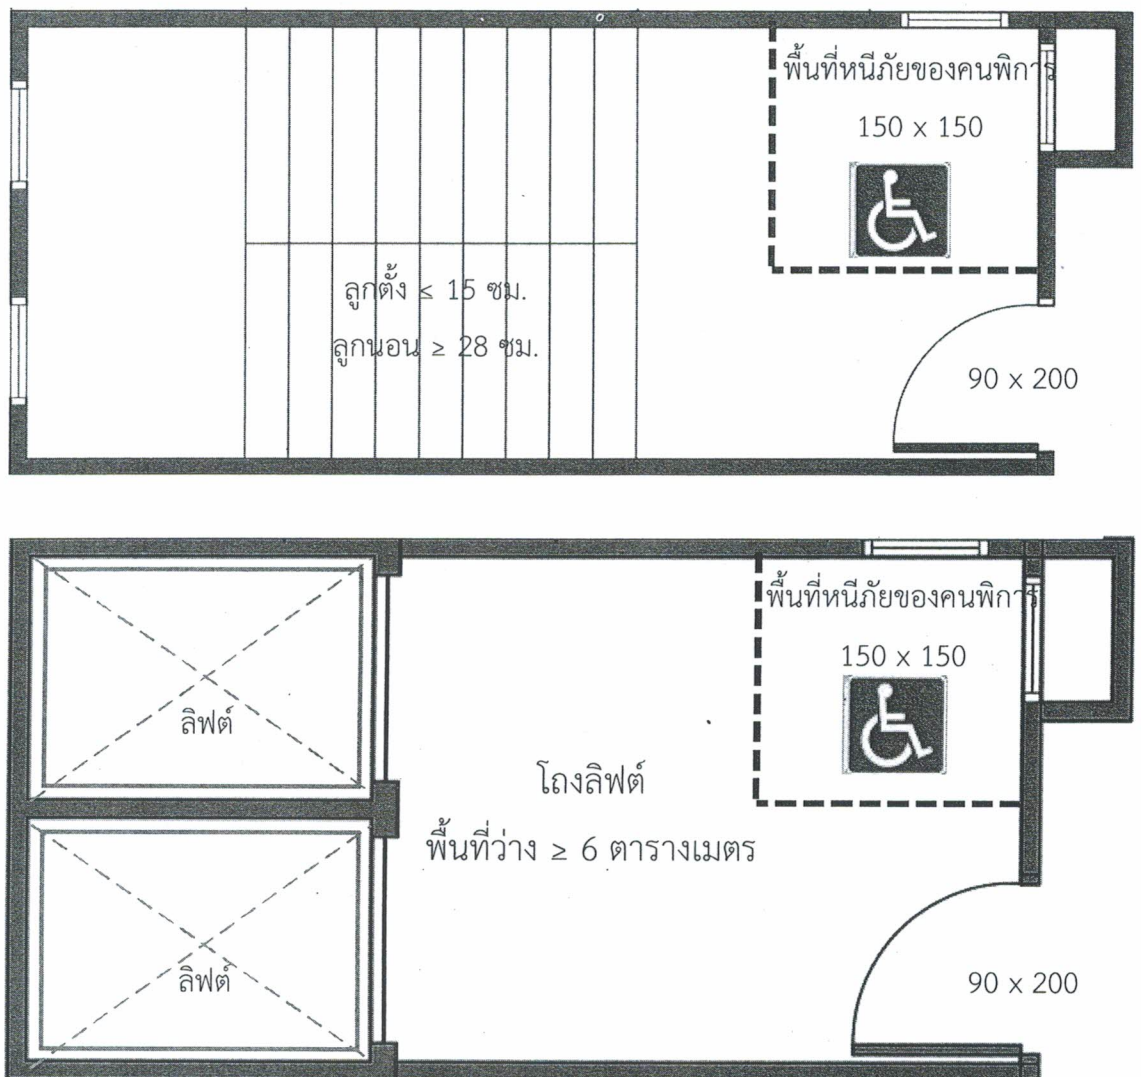 พื้นที่หนีภัยของคนพิการ
150 x 150
ลูกตั้ง ≤ 15 ซม.
ลูกนอน ≥ 28 ซม.
90 x 200
พื้นที่หนีภัยของคนพิการ
150 x 150
ลิฟต์
โถงลิฟต์
พื้นที่ว่าง ≥ 6 ตารางเมตร
ลิฟต์
90 x 200